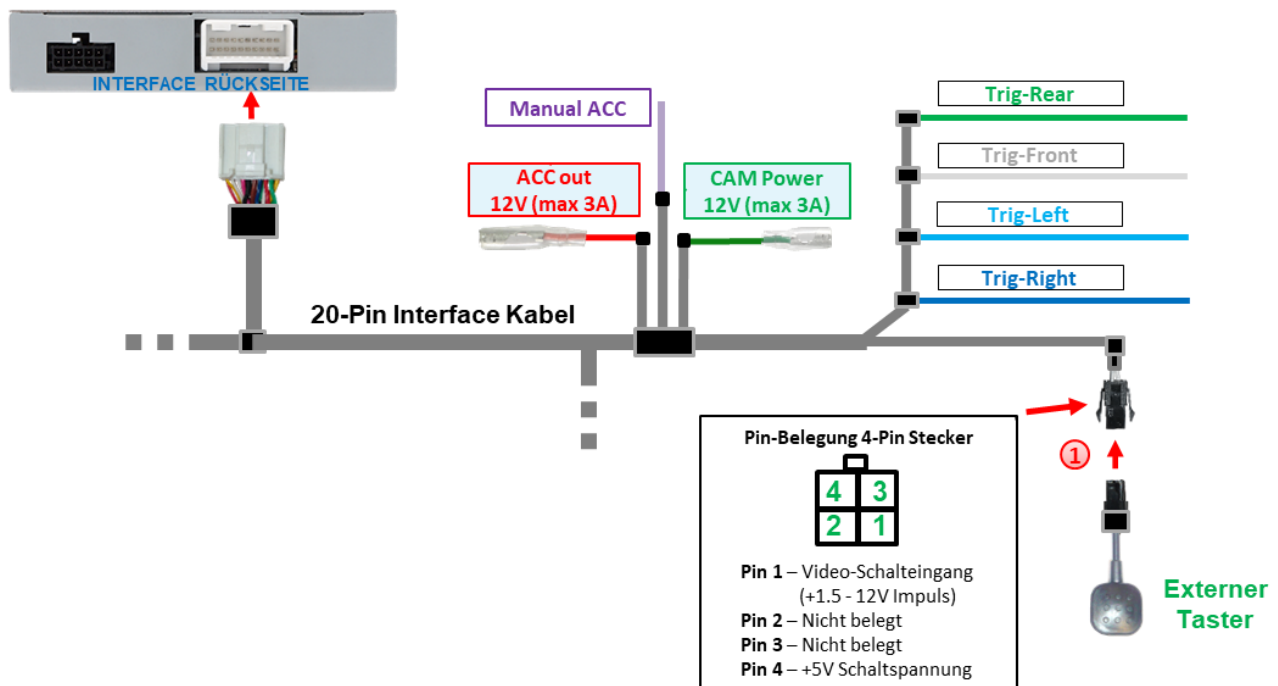 INTERFACE RÜCKSEITE
Manual ACC
ACC out
12V (max 3A)
CAM Power
12V (max 3A)
Trig-Rear
Trig-Front
Trig-Left
Trig-Right
20-Pin Interface Kabel
Pin-Belegung 4-Pin Stecker
4 3
2 1
Pin 1 – Video-Schalteingang
(+1.5 - 12V Impuls)
Pin 2 – Nicht belegt
Pin 3 – Nicht belegt
Pin 4 – +5V Schaltspannung
1
Externer
Taster